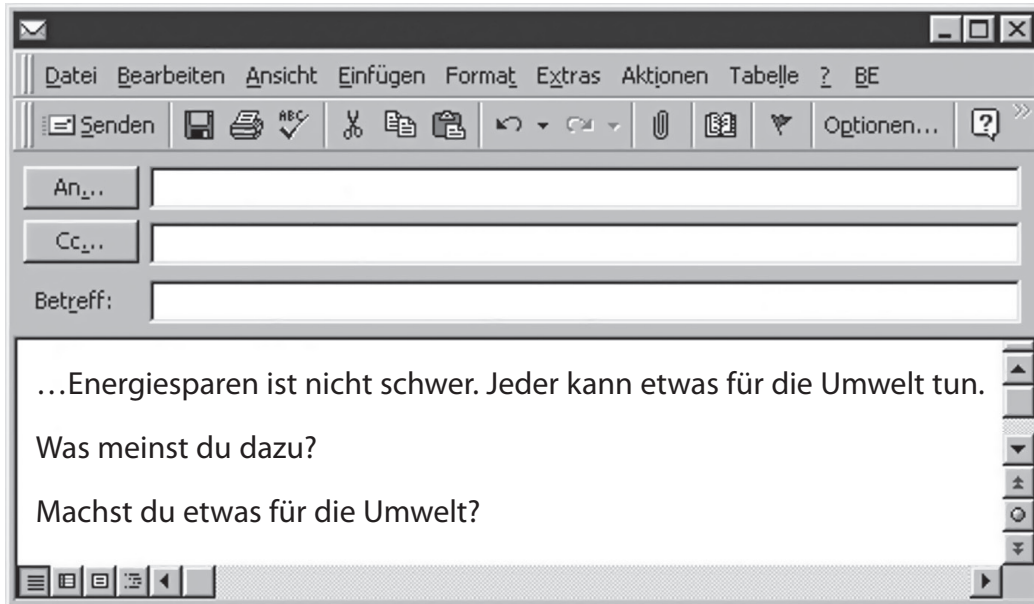 Datei Bearbeiten Ansicht Einfügen Format Extras Aktionen Tabelle ? BE
Senden ABC Optionen... ?
An...
Cc...
Betreff:
…Energiesparen ist nicht schwer. Jeder kann etwas für die Umwelt tun.
Was meinst du dazu?
Machst du etwas für die Umwelt?